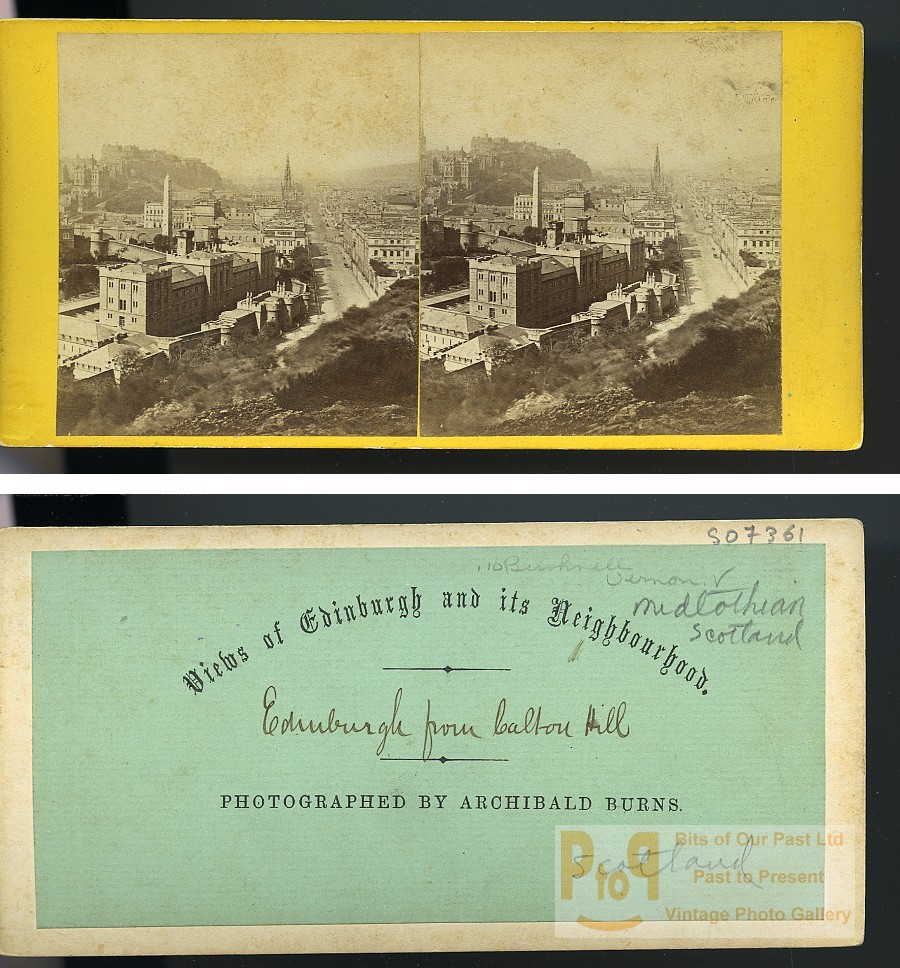 S07361
Vernon
Midlothian
Scotland
Views of Edinburgh and its Neighbourhood.
Edinburgh from Calton Hill
PHOTOGRAPHED BY ARCHIBALD BURNS.
Scotland
PtoP
Bits of Our Past Ltd
Past to Present
Vintage Photo Gallery